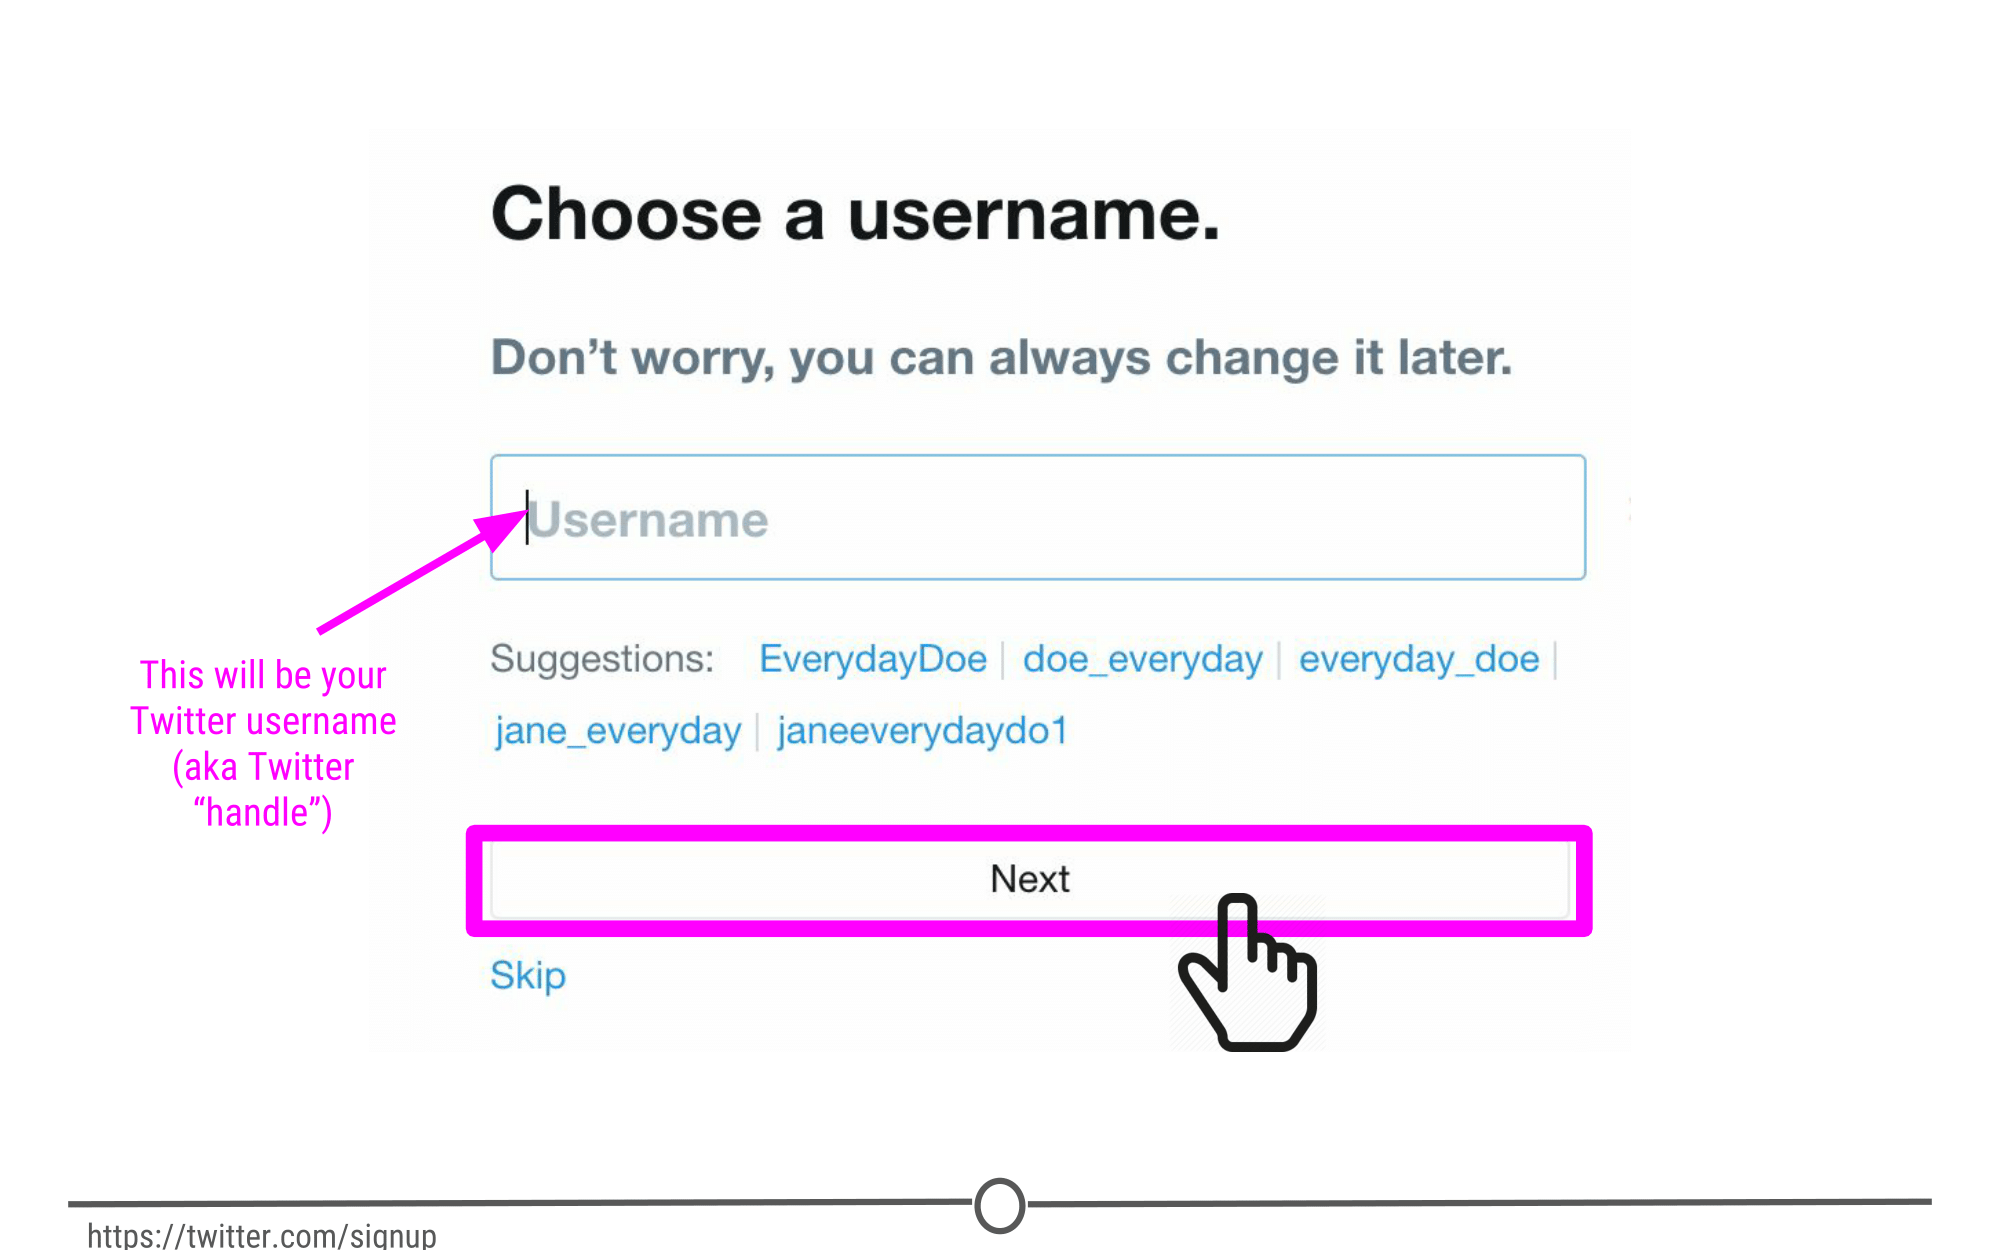 Choose a username.
Don’t worry, you can always change it later.
Username
Suggestions: EverydayDoe | doe_everyday | everyday_doe |
jane_everyday | janeeverydaydo1
This will be your
Twitter username
(aka Twitter
“handle”)
Next
Skip
https://twitter.com/signup